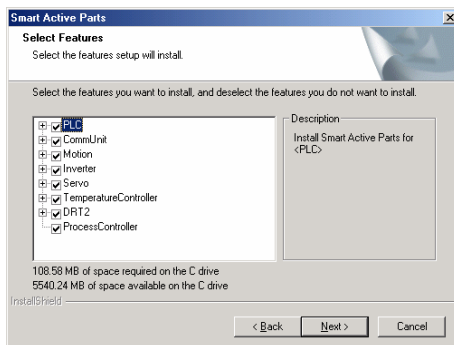 Smart Active Parts
Select Features
Select the features setup will install.
Select the features you want to install, and deselect the features you do not want to install.
PLC
CommUnit
Motion
Inverter
Servo
TemperatureController
DRT2
ProcessController
Description
Install Smart Active Parts for
<PLC>
108.58 MB of space required on the C drive
5540.24 MB of space available on the C drive
InstallShield
< Back
Next >
Cancel